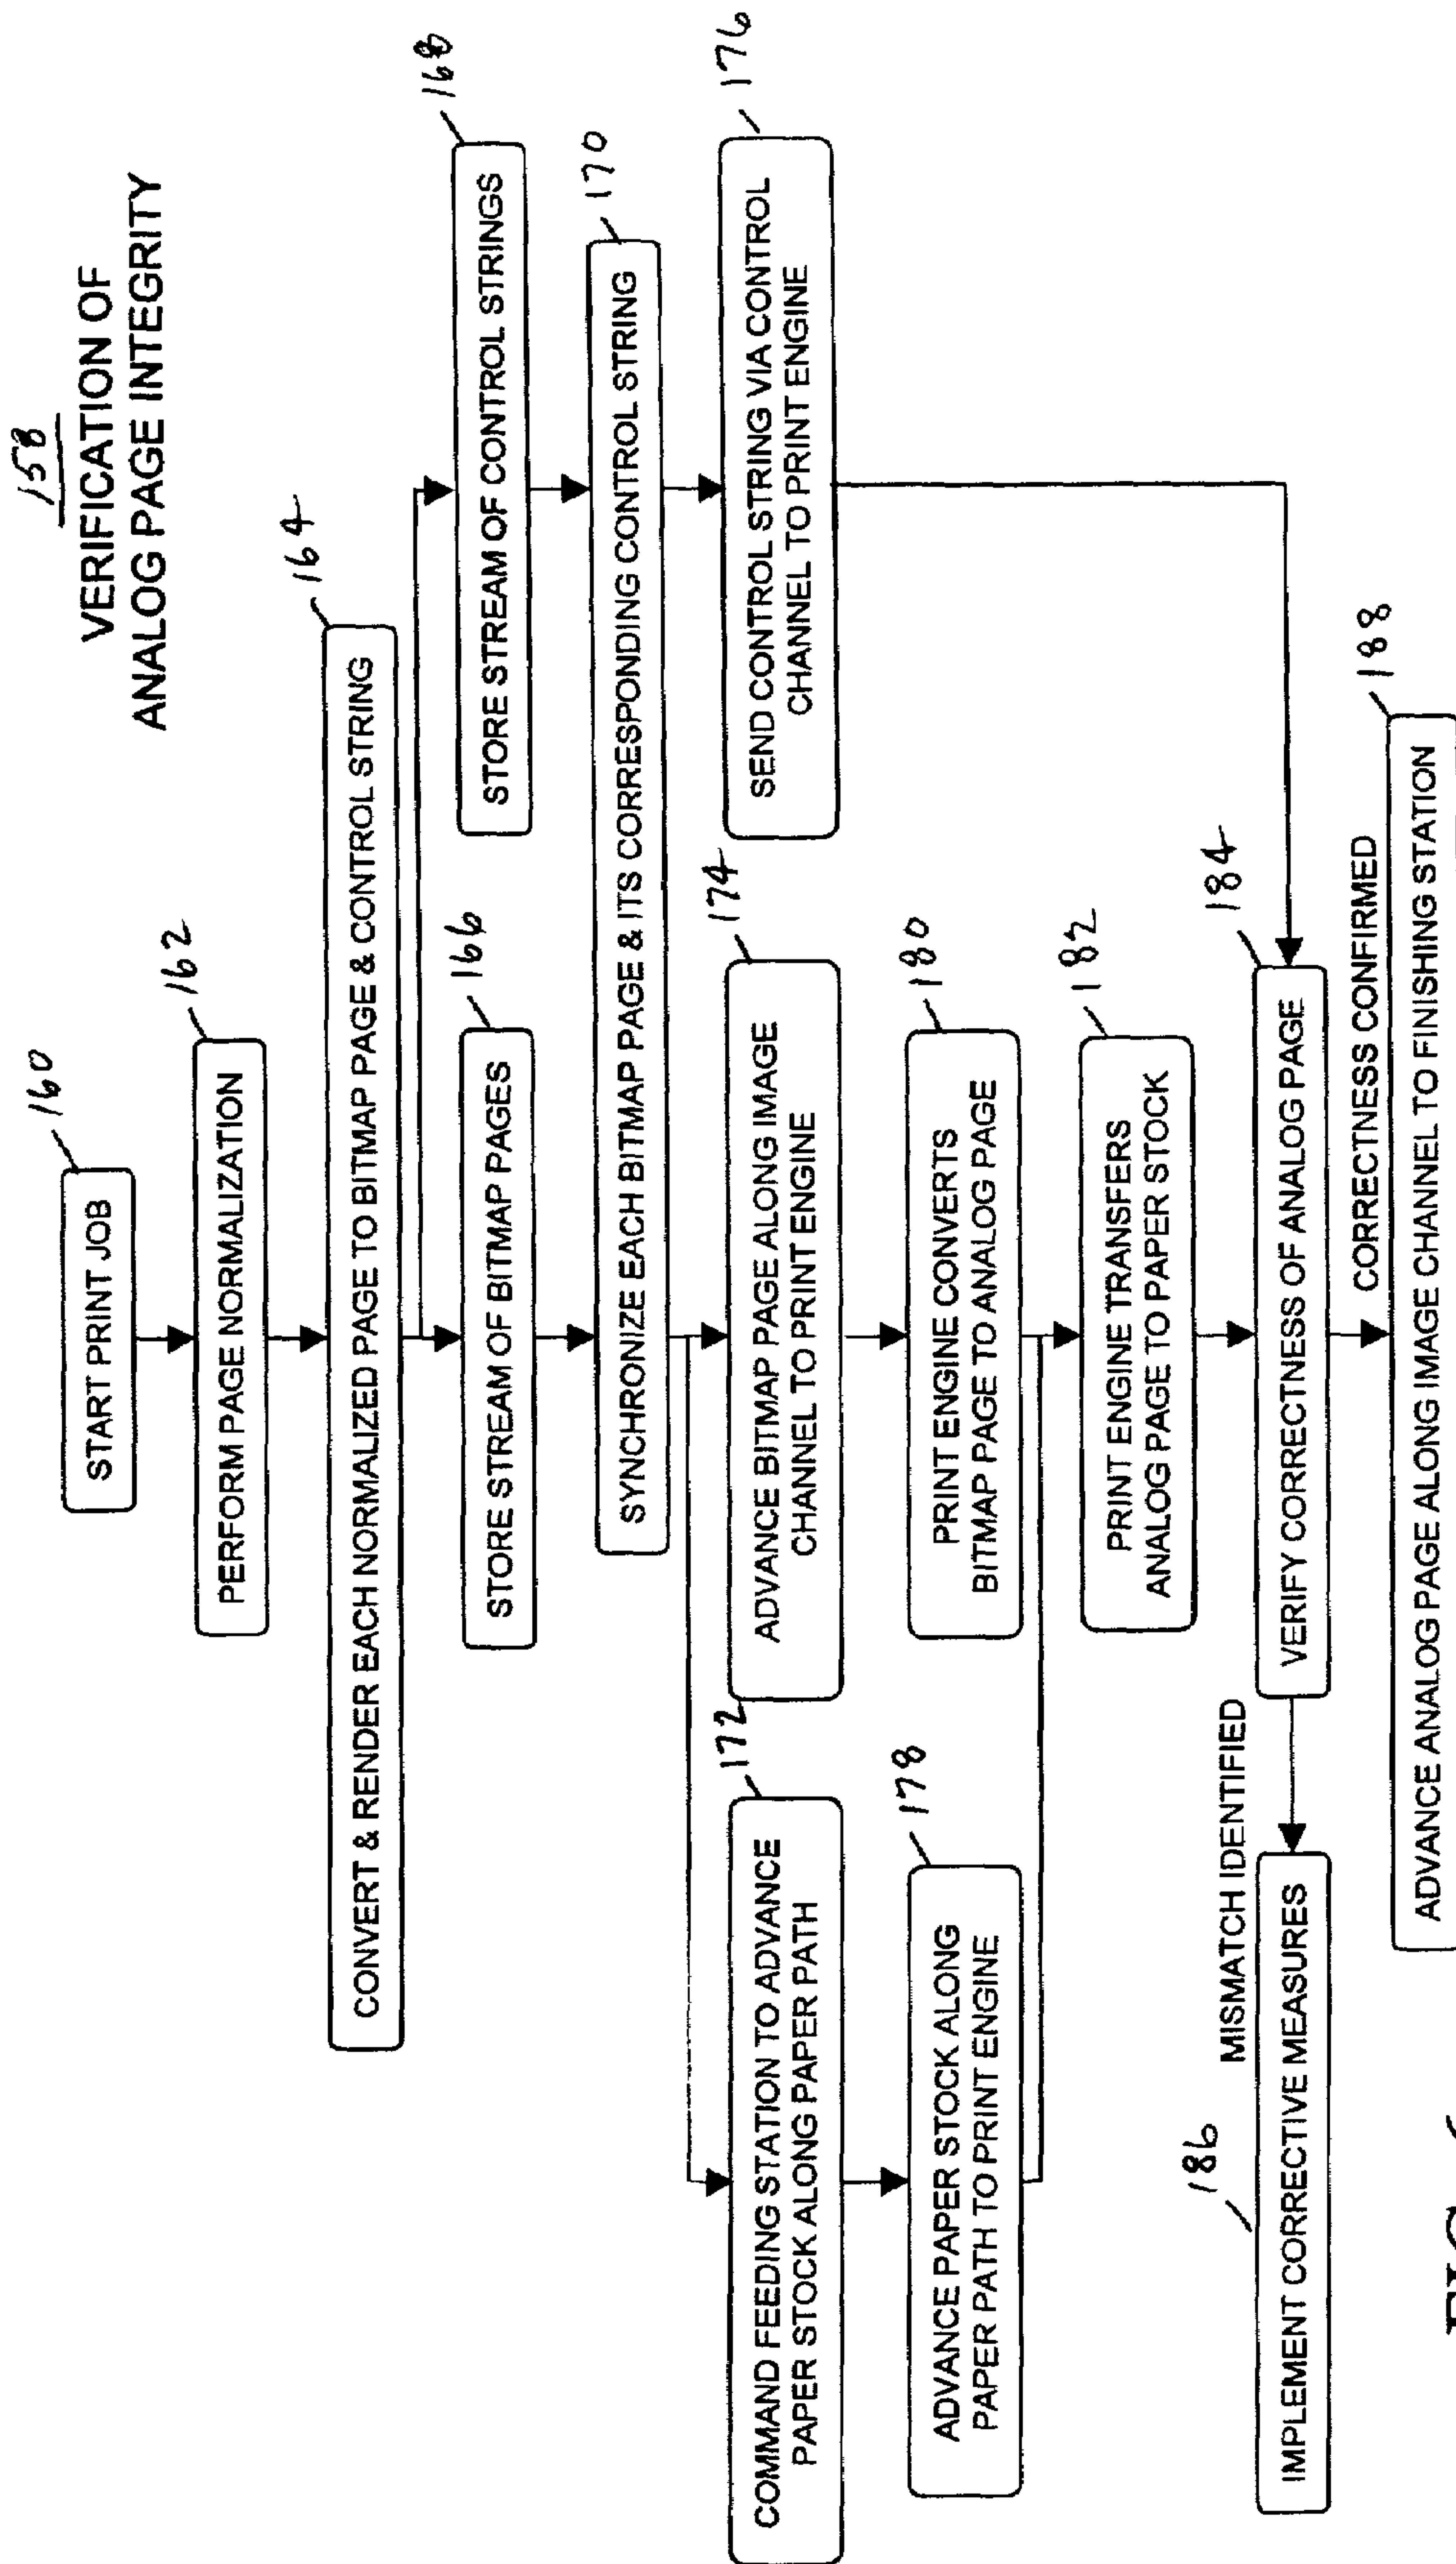 158
VERIFICATION OF
ANALOG PAGE INTEGRITY
160
START PRINT JOB
162
PERFORM PAGE NORMALIZATION
164
CONVERT & RENDER EACH NORMALIZED PAGE TO BITMAP PAGE & CONTROL STRING
166
STORE STREAM OF BITMAP PAGES
168
STORE STREAM OF CONTROL STRINGS
170
SYNCHRONIZE EACH BITMAP PAGE & ITS CORRESPONDING CONTROL STRING
172
COMMAND FEEDING STATION TO ADVANCE
PAPER STOCK ALONG PAPER PATH
174
ADVANCE BITMAP PAGE ALONG IMAGE
CHANNEL TO PRINT ENGINE
176
SEND CONTROL STRING VIA CONTROL
CHANNEL TO PRINT ENGINE
178
ADVANCE PAPER STOCK ALONG
PAPER PATH TO PRINT ENGINE
180
PRINT ENGINE CONVERTS
BITMAP PAGE TO ANALOG PAGE
182
PRINT ENGINE TRANSFERS
ANALOG PAGE TO PAPER STOCK
184
VERIFY CORRECTNESS OF ANALOG PAGE
MISMATCH IDENTIFIED
186
IMPLEMENT CORRECTIVE MEASURES
CORRECTNESS CONFIRMED
188
ADVANCE ANALOG PAGE ALONG IMAGE CHANNEL TO FINISHING STATION
FIG.